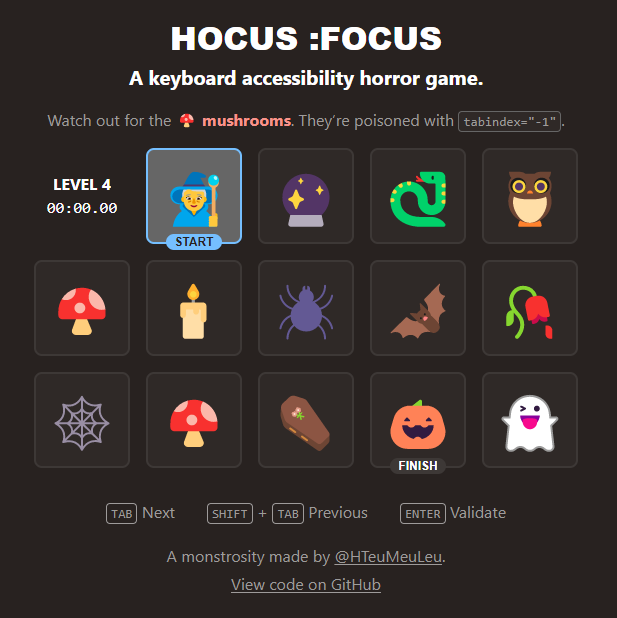 HOCUS :FOCUS
A keyboard accessibility horror game.
Watch out for the 🍄 mushrooms. They’re poisoned with tabindex="-1".
LEVEL 4
00:00.00
START
FINISH
TAB Next SHIFT + TAB Previous ENTER Validate
A monstrosity made by @HTeuMeuLeu.
View code on GitHub